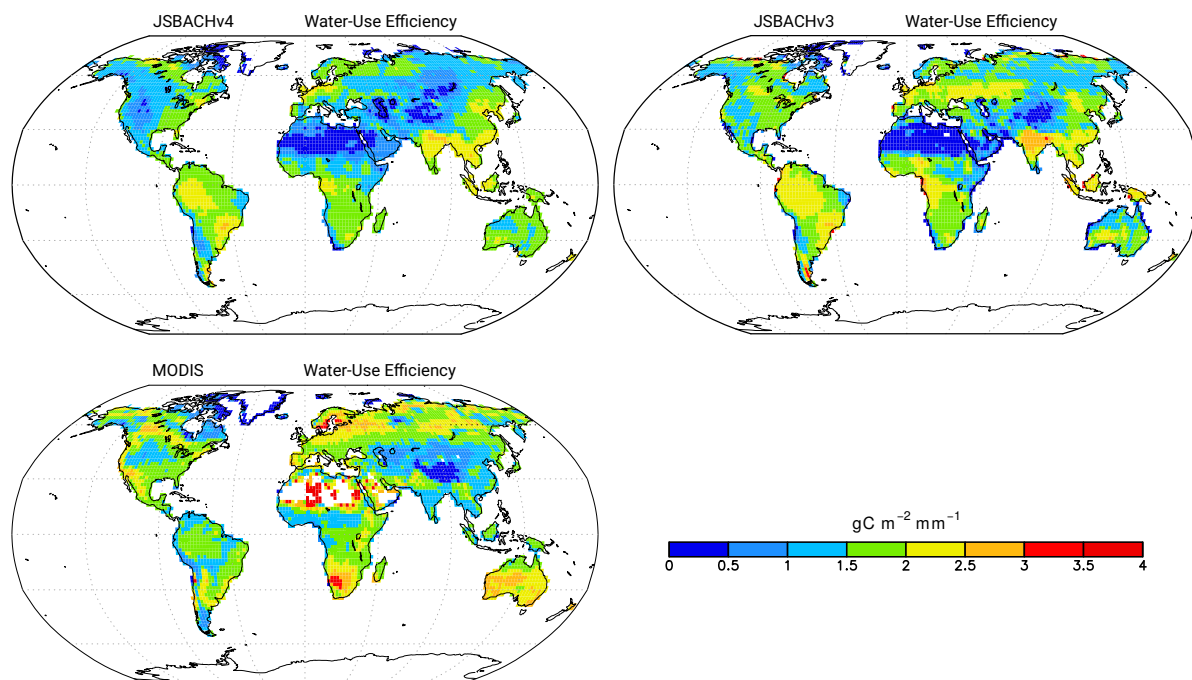 JSBACHv4 Water-Use Efficiency
JSBACHv3 Water-Use Efficiency
MODIS Water-Use Efficiency
gC m−2 mm−1
0 0.5 1 1.5 2 2.5 3 3.5 4